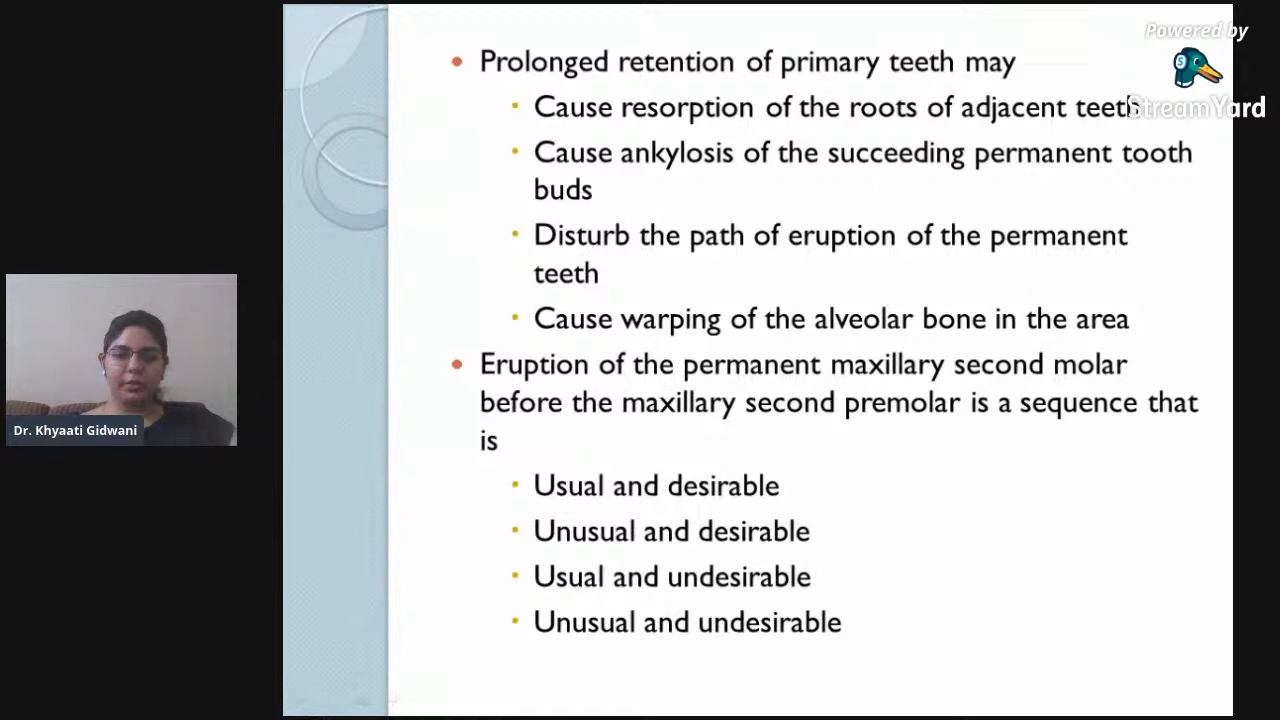 Powered by
StreamYard
• Prolonged retention of primary teeth may
• Cause resorption of the roots of adjacent teeth
• Cause ankylosis of the succeeding permanent tooth
buds
• Disturb the path of eruption of the permanent
teeth
• Cause warping of the alveolar bone in the area
• Eruption of the permanent maxillary second molar
before the maxillary second premolar is a sequence that
is
• Usual and desirable
• Unusual and desirable
• Usual and undesirable
• Unusual and undesirable
Dr. Khyaati Gidwani